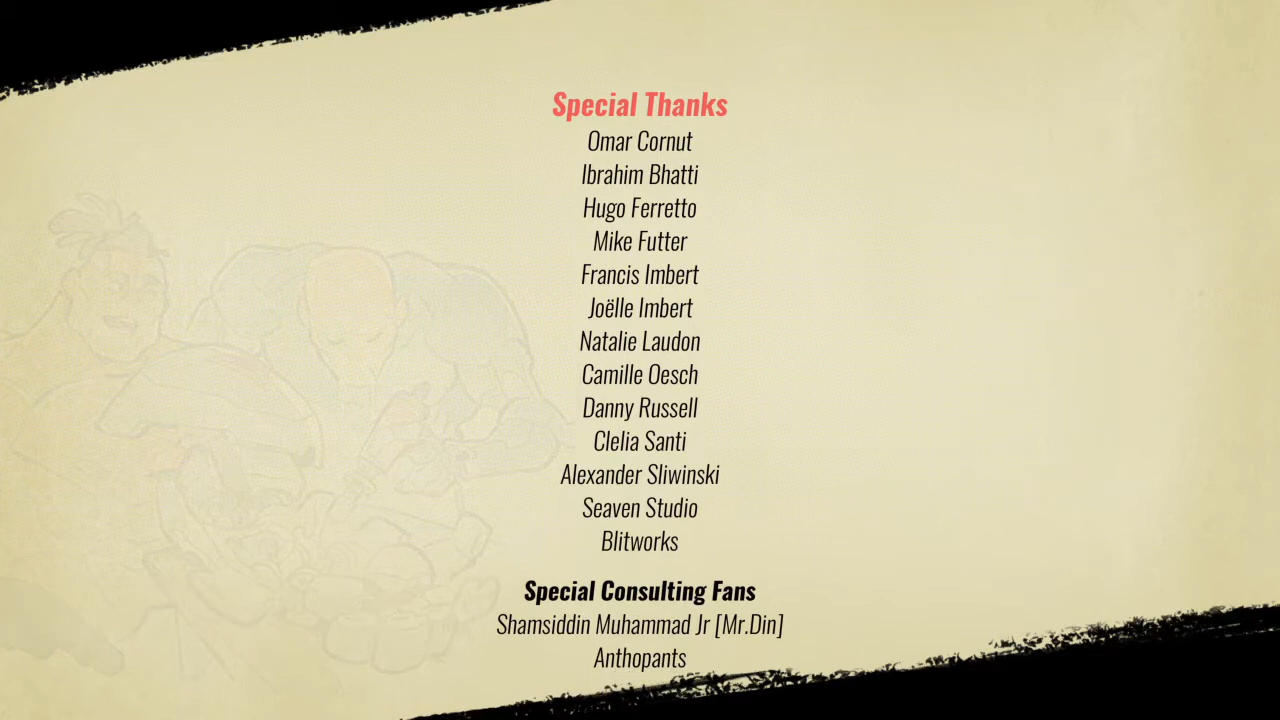 Special Thanks
Omar Cornut
Ibrahim Bhatti
Hugo Ferretto
Mike Futter
Francis Imbert
Joëlle Imbert
Natalie Laudon
Camille Oesch
Danny Russell
Clelia Santi
Alexander Sliwinski
Seaven Studio
Blitworks
Special Consulting Fans
Shamsiddin Muhammad Jr [Mr.Din]
Anthopants